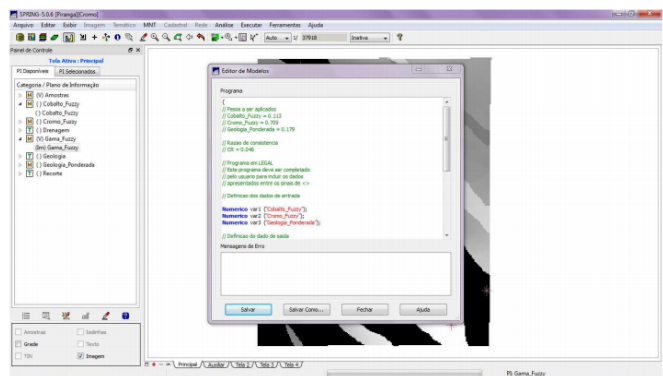 SPRING-5.0.6 [Piranga][Cromo]
Arquivo Editar Exibir Imagem Temático MNT Cadastral Rede Análise Executar Ferramentas Ajuda
Auto 1/ 37918 Inativa
Painel de Controle
Tela Ativa : Principal
PI Disponíveis PI Selecionados
Categoria / Plano de Informação
(V) Amostras
( ) Cobalto_Fuzzy
( ) Cobalto_Fuzzy
( ) Cromo_Fuzzy
( ) Drenagem
(V) Gama_Fuzzy
(Im) Gama_Fuzzy
( ) Geologia
( ) Geologia_Ponderada
( ) Recorte
Amostras Isolinhas
Grade Texto
TIN Imagem
Editor de Modelos
Programa
{
// Pesos a ser aplicados
// Cobalto_Fuzzy = 0.113
// Cromo_Fuzzy = 0.709
// Geologia_Ponderada = 0.179
// Razao de consistencia
// CR = 0.046
// Programa em LEGAL
// Este programa deve ser completado
// pelo usuario para incluir os dados
// apresentados entre os sinais de <>
// Definicao dos dados de entrada
Numerico var1 ("Cobalto_Fuzzy");
Numerico var2 ("Cromo_Fuzzy");
Numerico var3 ("Geologia_Ponderada");
// Definicao do dado de saida
Mensagens de Erro
Salvar Salvar Como... Fechar Ajuda
Principal Auxiliar Tela 2 Tela 3 Tela 4
PI: Gama_Fuzzy